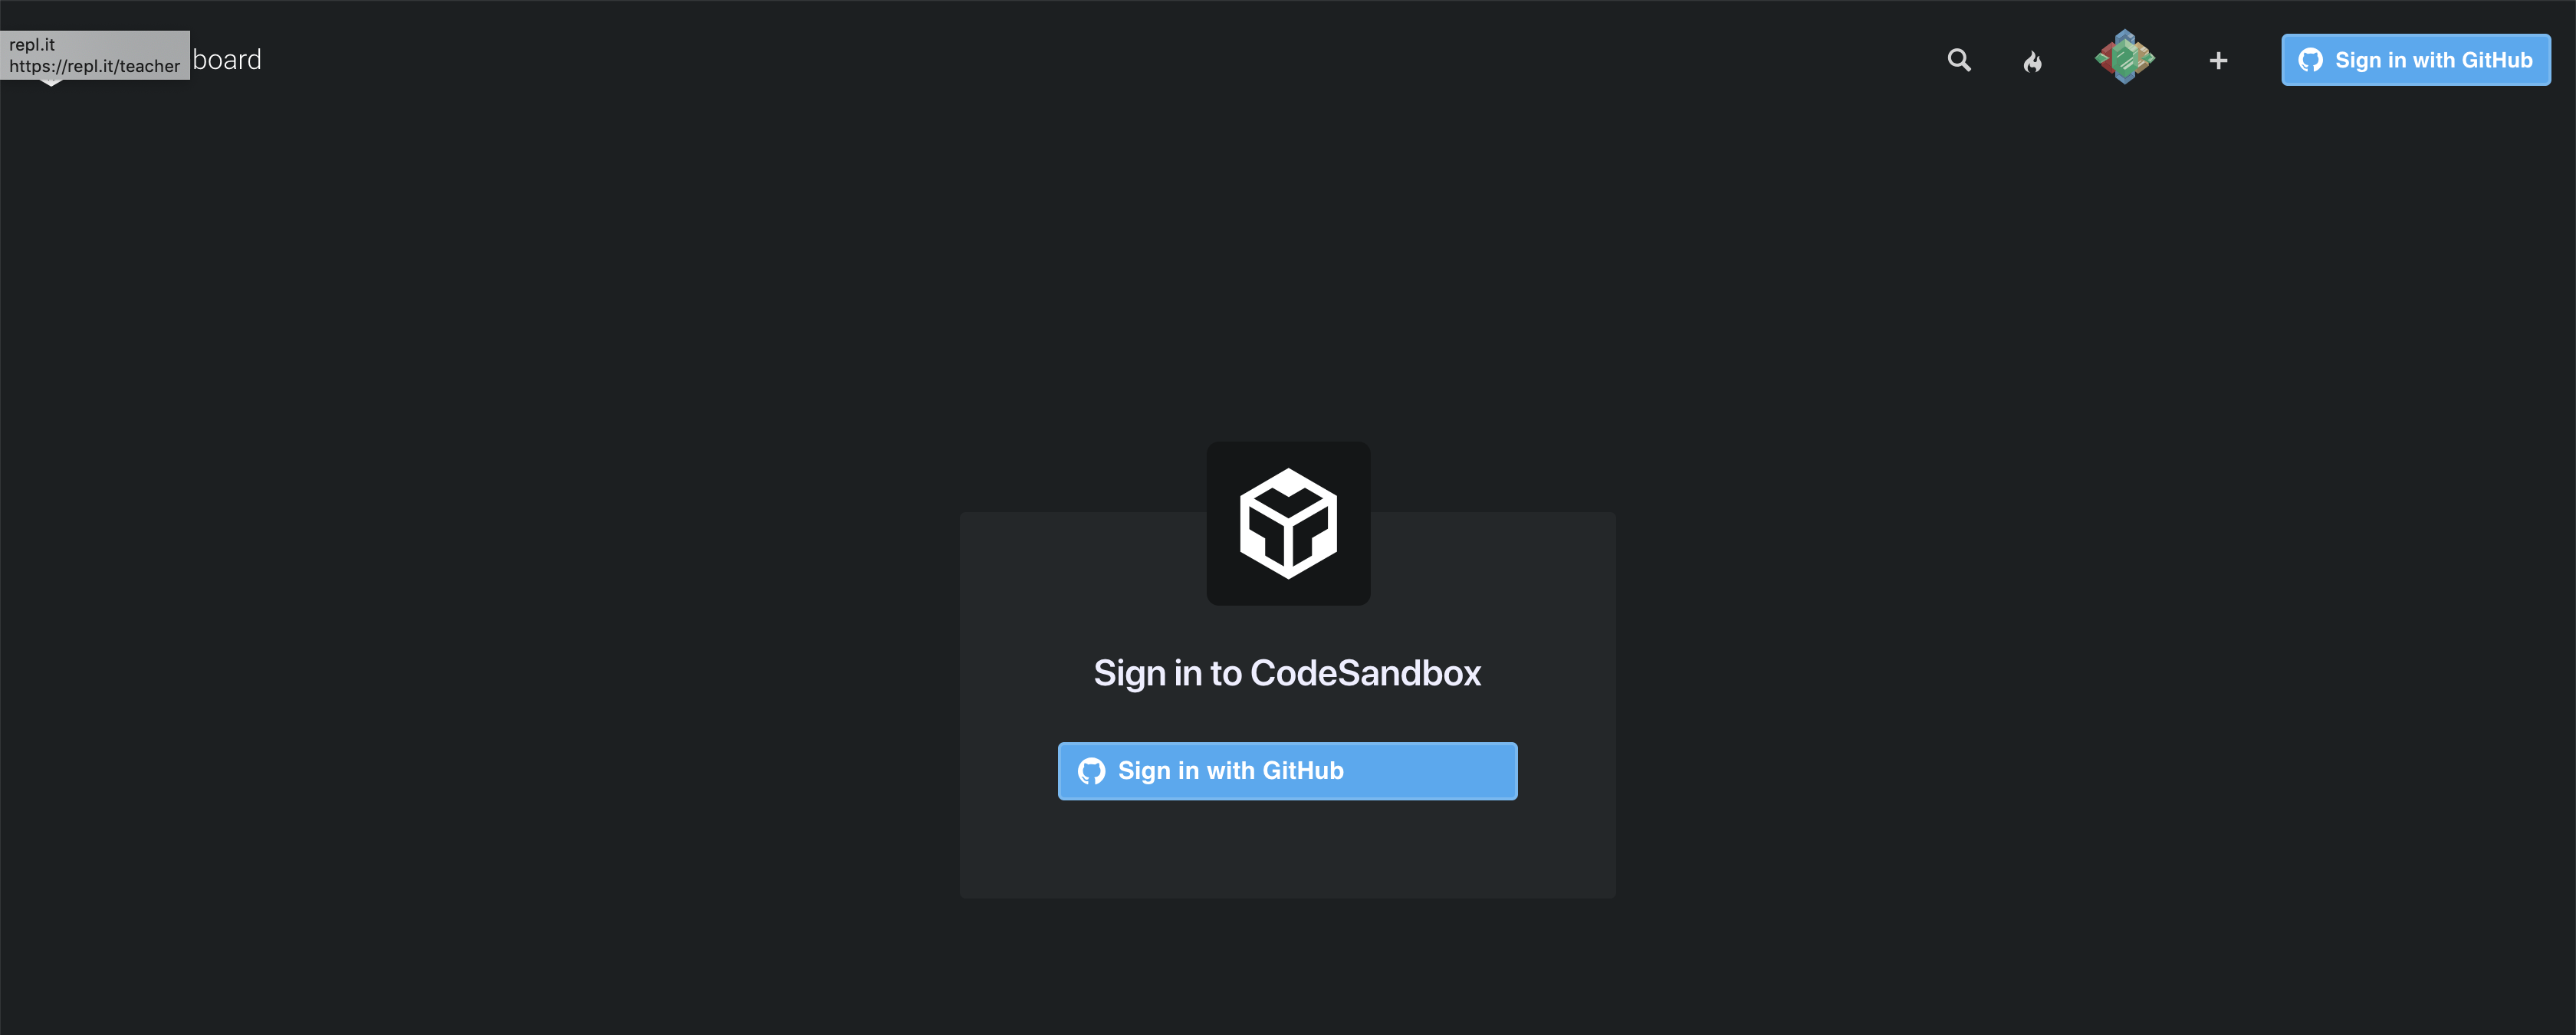 repl.it
https://repl.it/teacher
board
Sign in with GitHub
Sign in to CodeSandbox
Sign in with GitHub